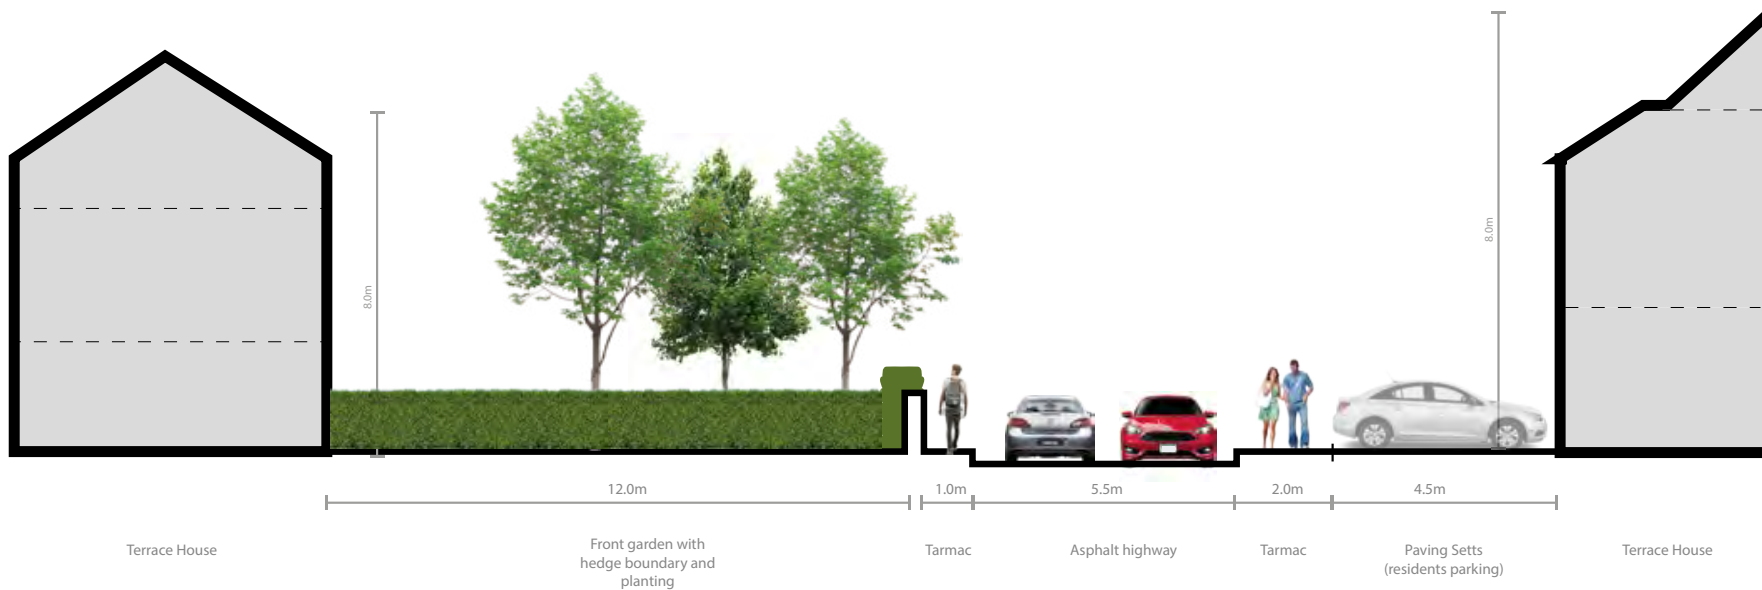 8.0m
8.0m
12.0m
1.0m
5.5m
2.0m
4.5m
Terrace House
Front garden with
hedge boundary and
planting
Tarmac
Asphalt highway
Tarmac
Paving Setts
(residents parking)
Terrace House